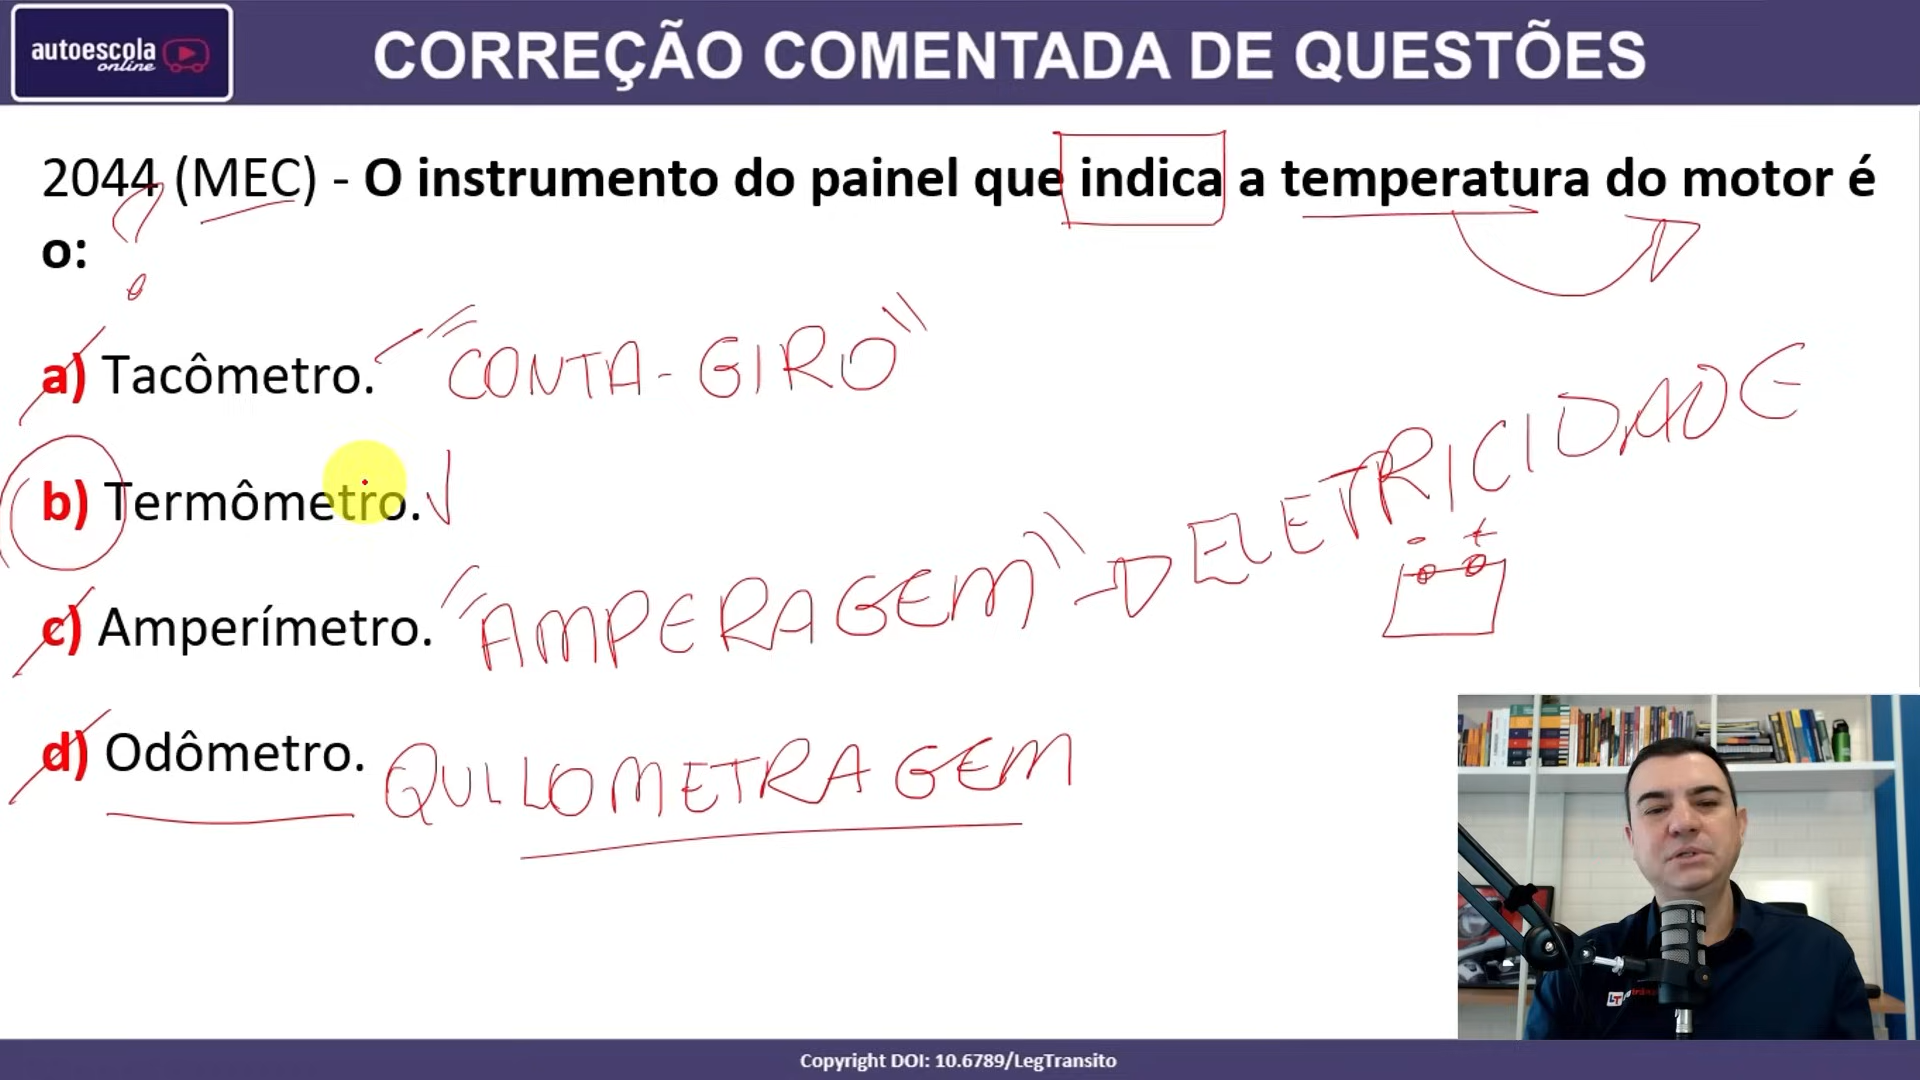 autoescola
online
CORREÇÃO COMENTADA DE QUESTÕES
2044 (MEC) - O instrumento do painel que indica a temperatura do motor é
o:
a) Tacômetro. "CONTA-GIRO"
b) Termômetro.
c) Amperímetro. "AMPERAGEM" ELETRICIDADE
- +
d) Odômetro. QUILOMETRAGEM
LT
Copyright DOI: 10.6789/LegTransito